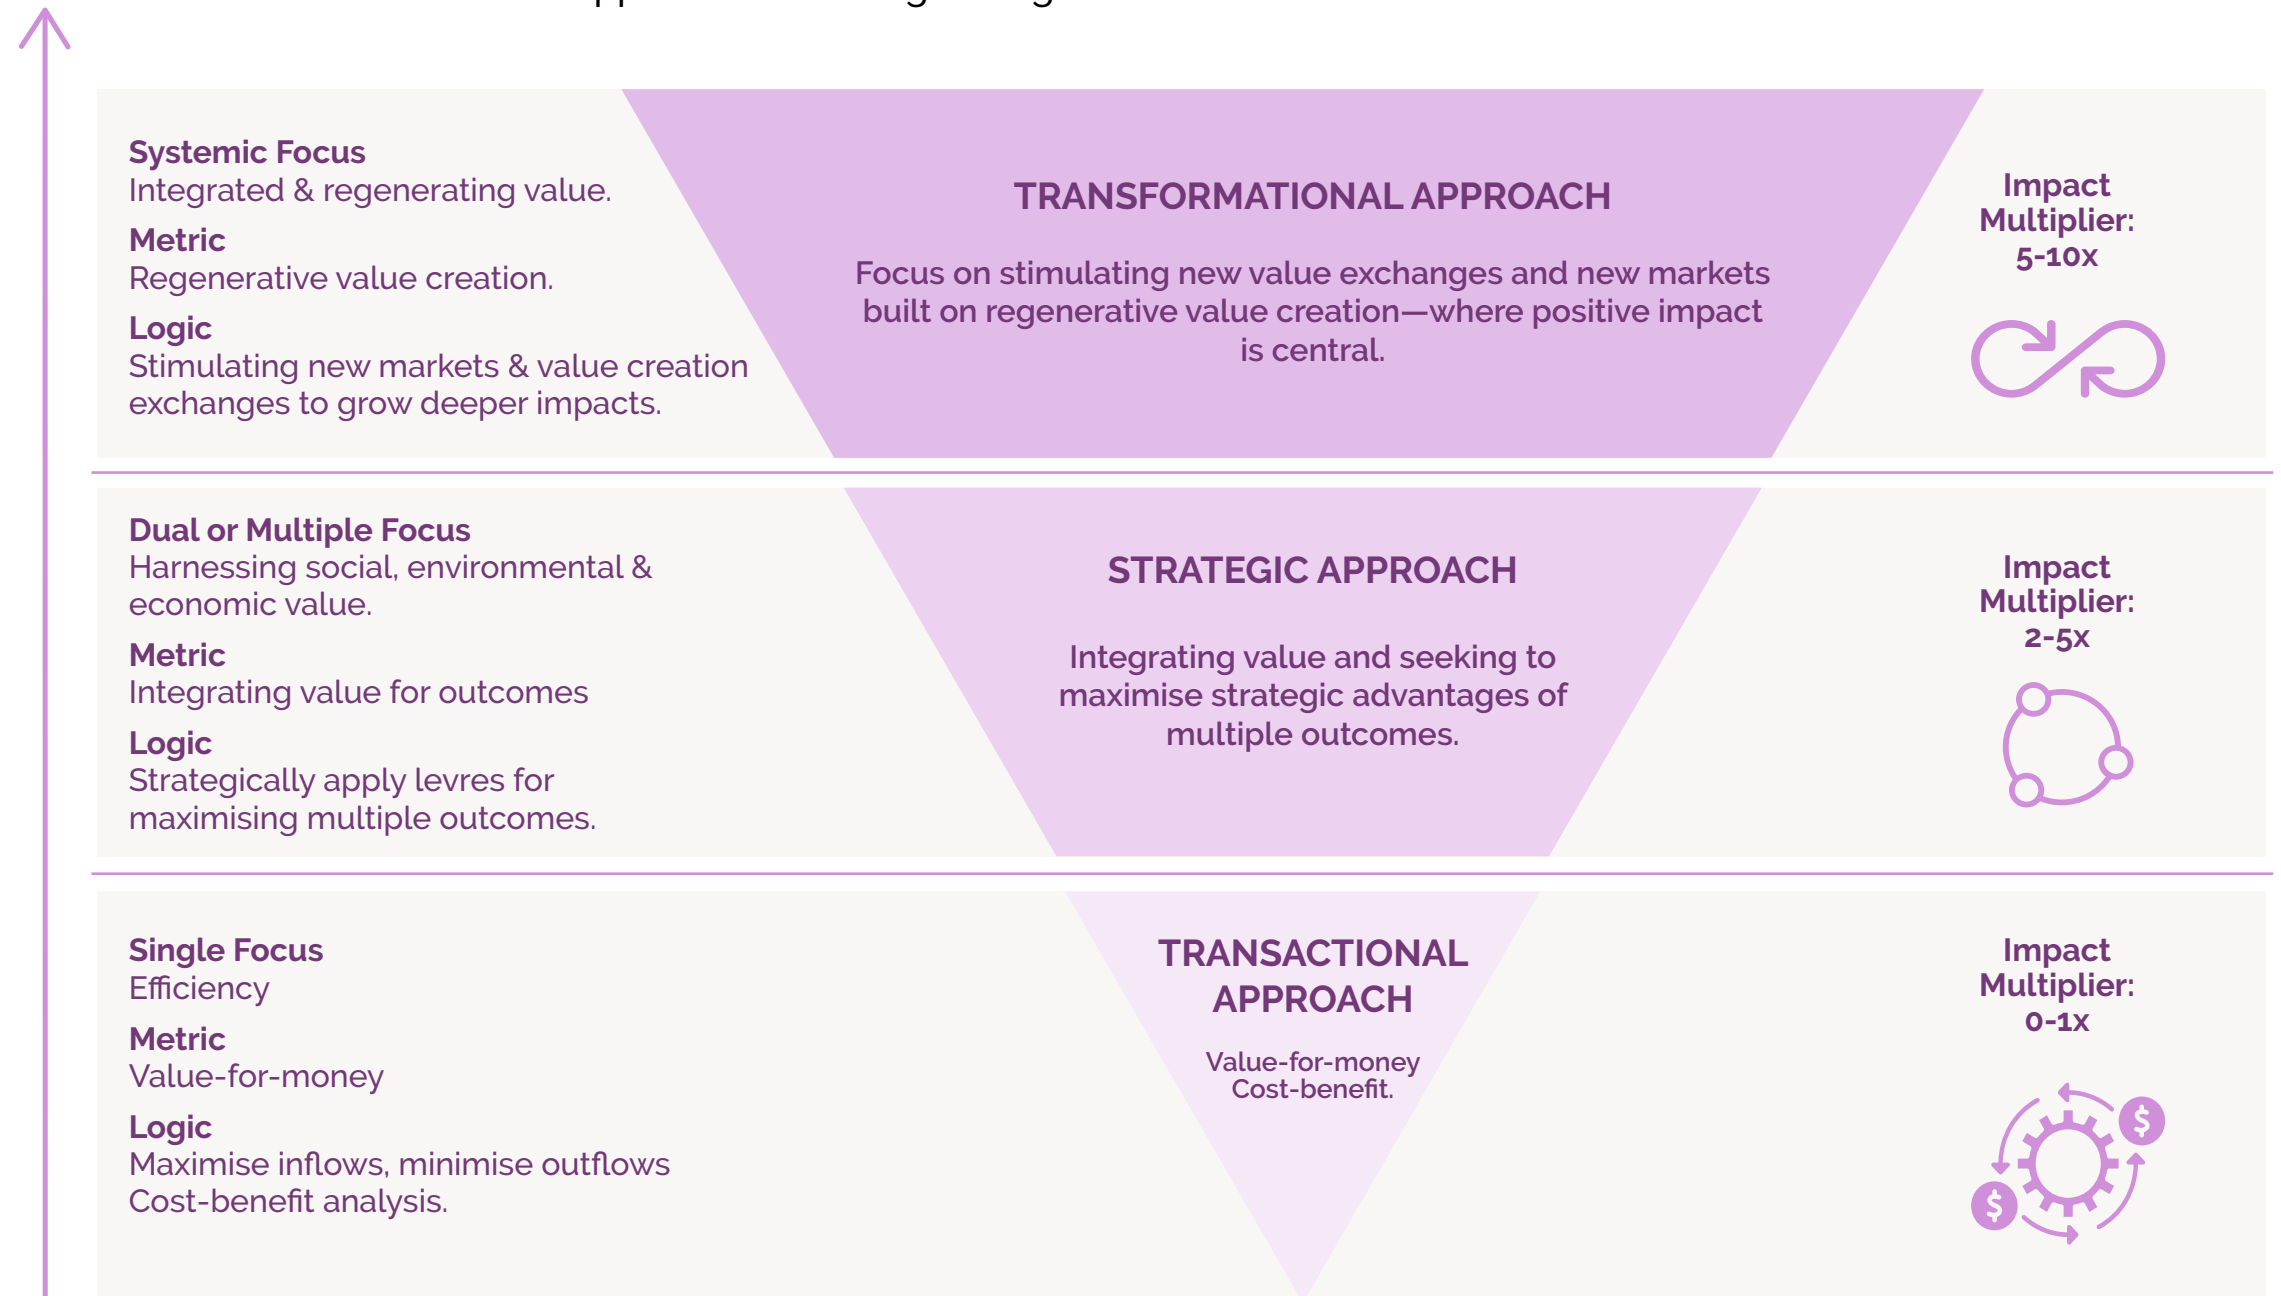 Systemic Focus
Integrated & regenerating value.
Metric
Regenerative value creation.
Logic
Stimulating new markets & value creation
exchanges to grow deeper impacts.
TRANSFORMATIONAL APPROACH
Focus on stimulating new value exchanges and new markets
built on regenerative value creation—where positive impact
is central.
Impact
Multiplier:
5-10x
Dual or Multiple Focus
Harnessing social, environmental &
economic value.
Metric
Integrating value for outcomes
Logic
Strategically apply levres for
maximising multiple outcomes.
STRATEGIC APPROACH
Integrating value and seeking to
maximise strategic advantages of
multiple outcomes.
Impact
Multiplier:
2-5x
Single Focus
Efficiency
Metric
Value-for-money
Logic
Maximise inflows, minimise outflows
Cost-benefit analysis.
TRANSACTIONAL
APPROACH
Value-for-money
Cost-benefit.
Impact
Multiplier:
0-1x
$
$